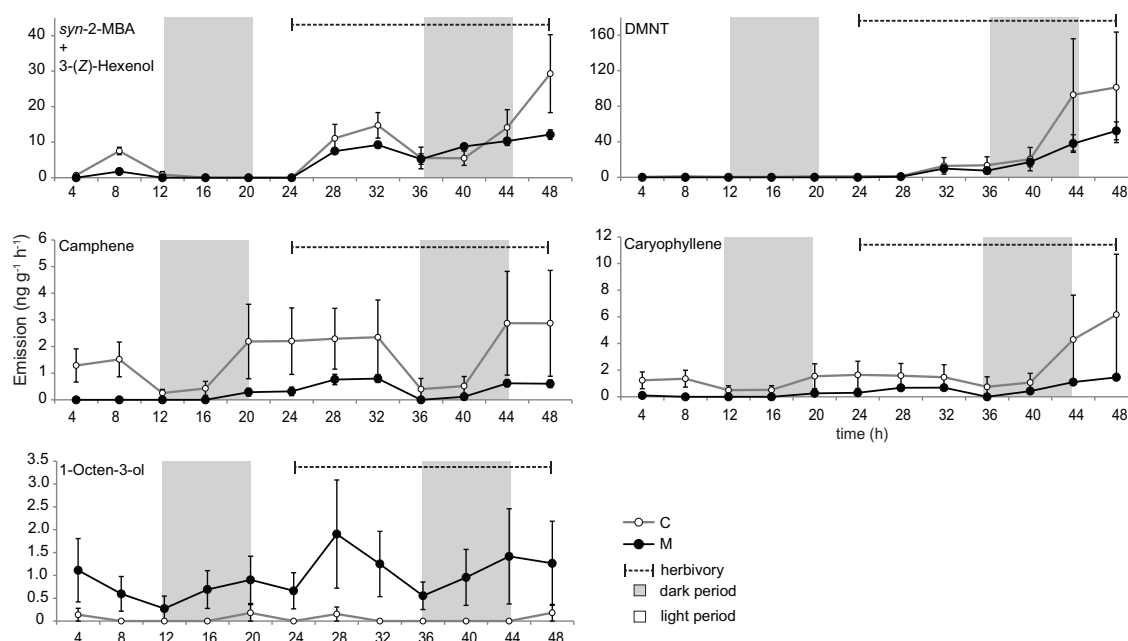 syn-2-MBA
+
3-(Z)-Hexenol
40
30
20
10
0
4 8 12 16 20 24 28 32 36 40 44 48
DMNT
160
120
80
40
0
4 8 12 16 20 24 28 32 36 40 44 48
Emission (ng g-1 h-1)
Camphene
6
5
4
3
2
1
0
4 8 12 16 20 24 28 32 36 40 44 48
Caryophyllene
12
10
8
6
4
2
0
4 8 12 16 20 24 28 32 36 40 44 48
time (h)
1-Octen-3-ol
3.5
3.0
2.5
2.0
1.5
1.0
0.5
0
4 8 12 16 20 24 28 32 36 40 44 48
C
M
herbivory
dark period
light period